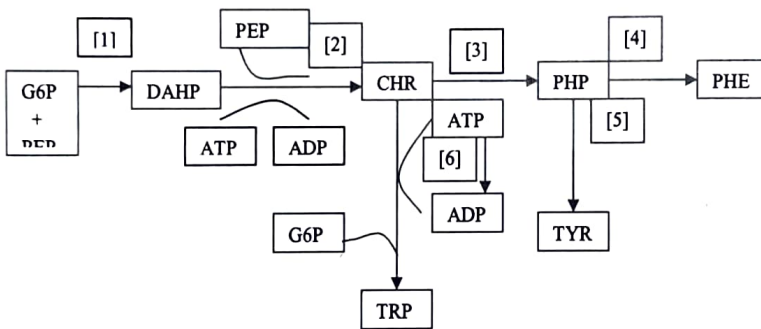 [1]
PEP
[2]
[3]
[4]
G6P
+
PEP
DAHP
CHR
PHP
PHE
ATP
ADP
ATP
[5]
[6]
G6P
ADP
TYR
TRP